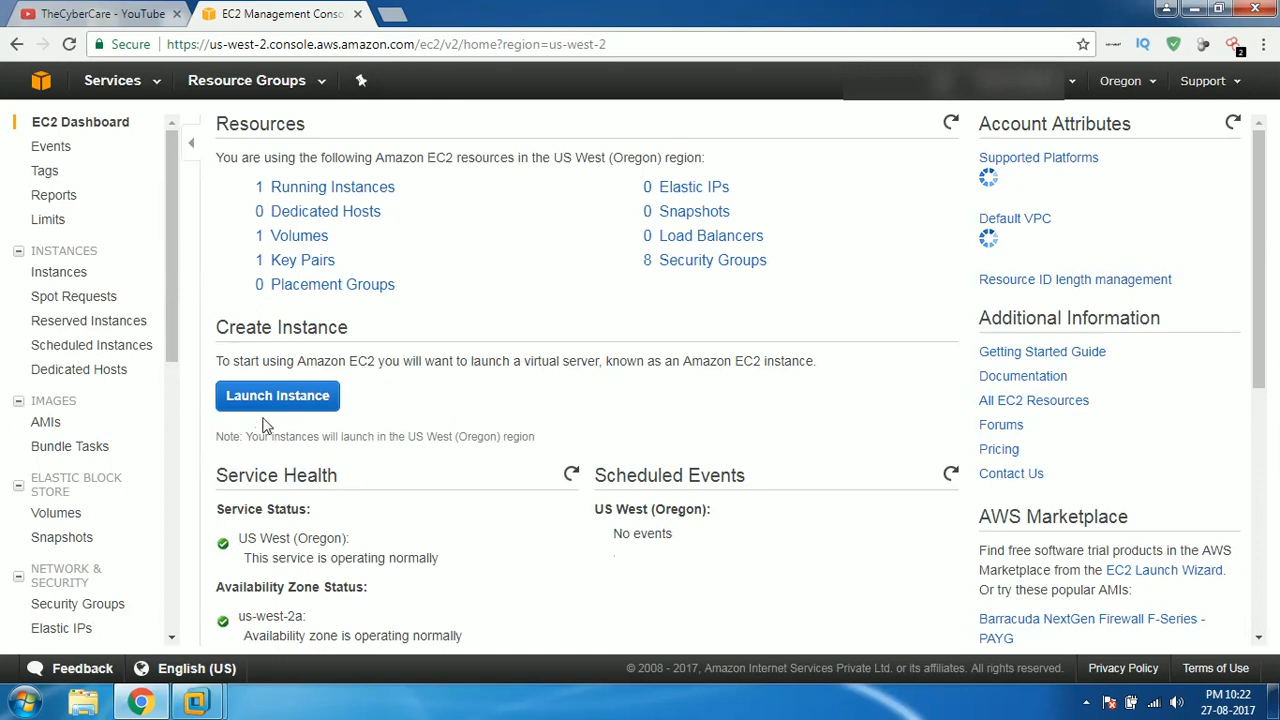 TheCyberCare - YouTube
EC2 Management Conso
Secure
https://us-west-2.console.aws.amazon.com/ec2/v2/home?region=us-west-2
IQ
2
Services
Resource Groups
Oregon
Support
EC2 Dashboard
Events
Tags
Reports
Limits
INSTANCES
Instances
Spot Requests
Reserved Instances
Scheduled Instances
Dedicated Hosts
IMAGES
AMIs
Bundle Tasks
ELASTIC BLOCK
STORE
Volumes
Snapshots
NETWORK &
SECURITY
Security Groups
Elastic IPs
Resources
You are using the following Amazon EC2 resources in the US West (Oregon) region:
1 Running Instances
0 Dedicated Hosts
1 Volumes
1 Key Pairs
0 Placement Groups
0 Elastic IPs
0 Snapshots
0 Load Balancers
8 Security Groups
Create Instance
To start using Amazon EC2 you will want to launch a virtual server, known as an Amazon EC2 instance.
Launch Instance
Note: Your instances will launch in the US West (Oregon) region
Service Health
Service Status:
US West (Oregon):
This service is operating normally
Availability Zone Status:
us-west-2a:
Availability zone is operating normally
Scheduled Events
US West (Oregon):
No events
Account Attributes
Supported Platforms
Default VPC
Resource ID length management
Additional Information
Getting Started Guide
Documentation
All EC2 Resources
Forums
Pricing
Contact Us
AWS Marketplace
Find free software trial products in the AWS
Marketplace from the EC2 Launch Wizard.
Or try these popular AMIs:
Barracuda NextGen Firewall F-Series -
PAYG
Feedback
English (US)
© 2008 - 2017, Amazon Internet Services Private Ltd. or its affiliates. All rights reserved.
Privacy Policy
Terms of Use
PM 10:22
27-08-2017